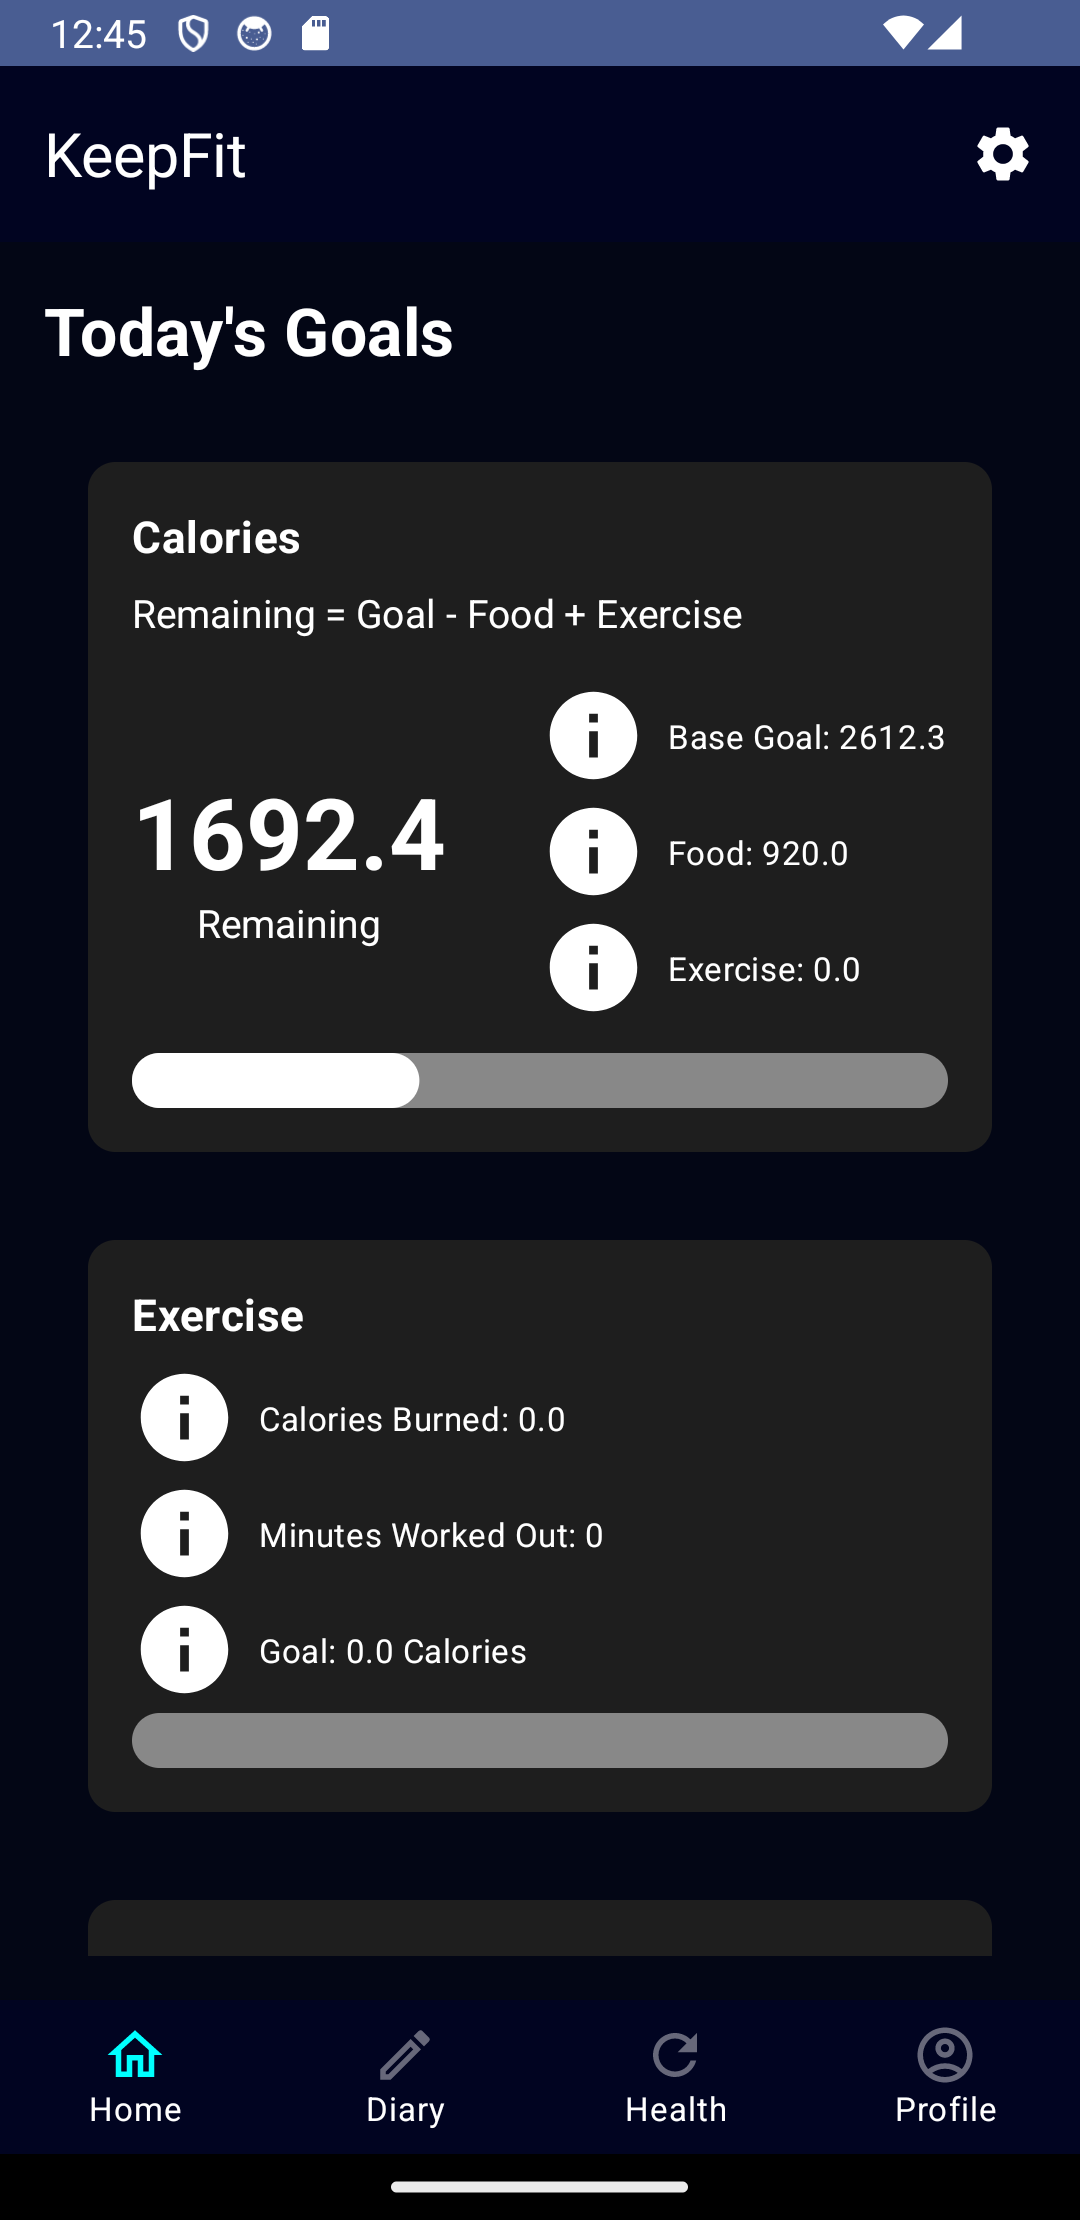 12:45
KeepFit
Today's Goals
Calories
Remaining = Goal - Food + Exercise
Base Goal: 2612.3
1692.4
Remaining
Food: 920.0
Exercise: 0.0
Exercise
Calories Burned: 0.0
Minutes Worked Out: 0
Goal: 0.0 Calories
Home
Diary
Health
Profile